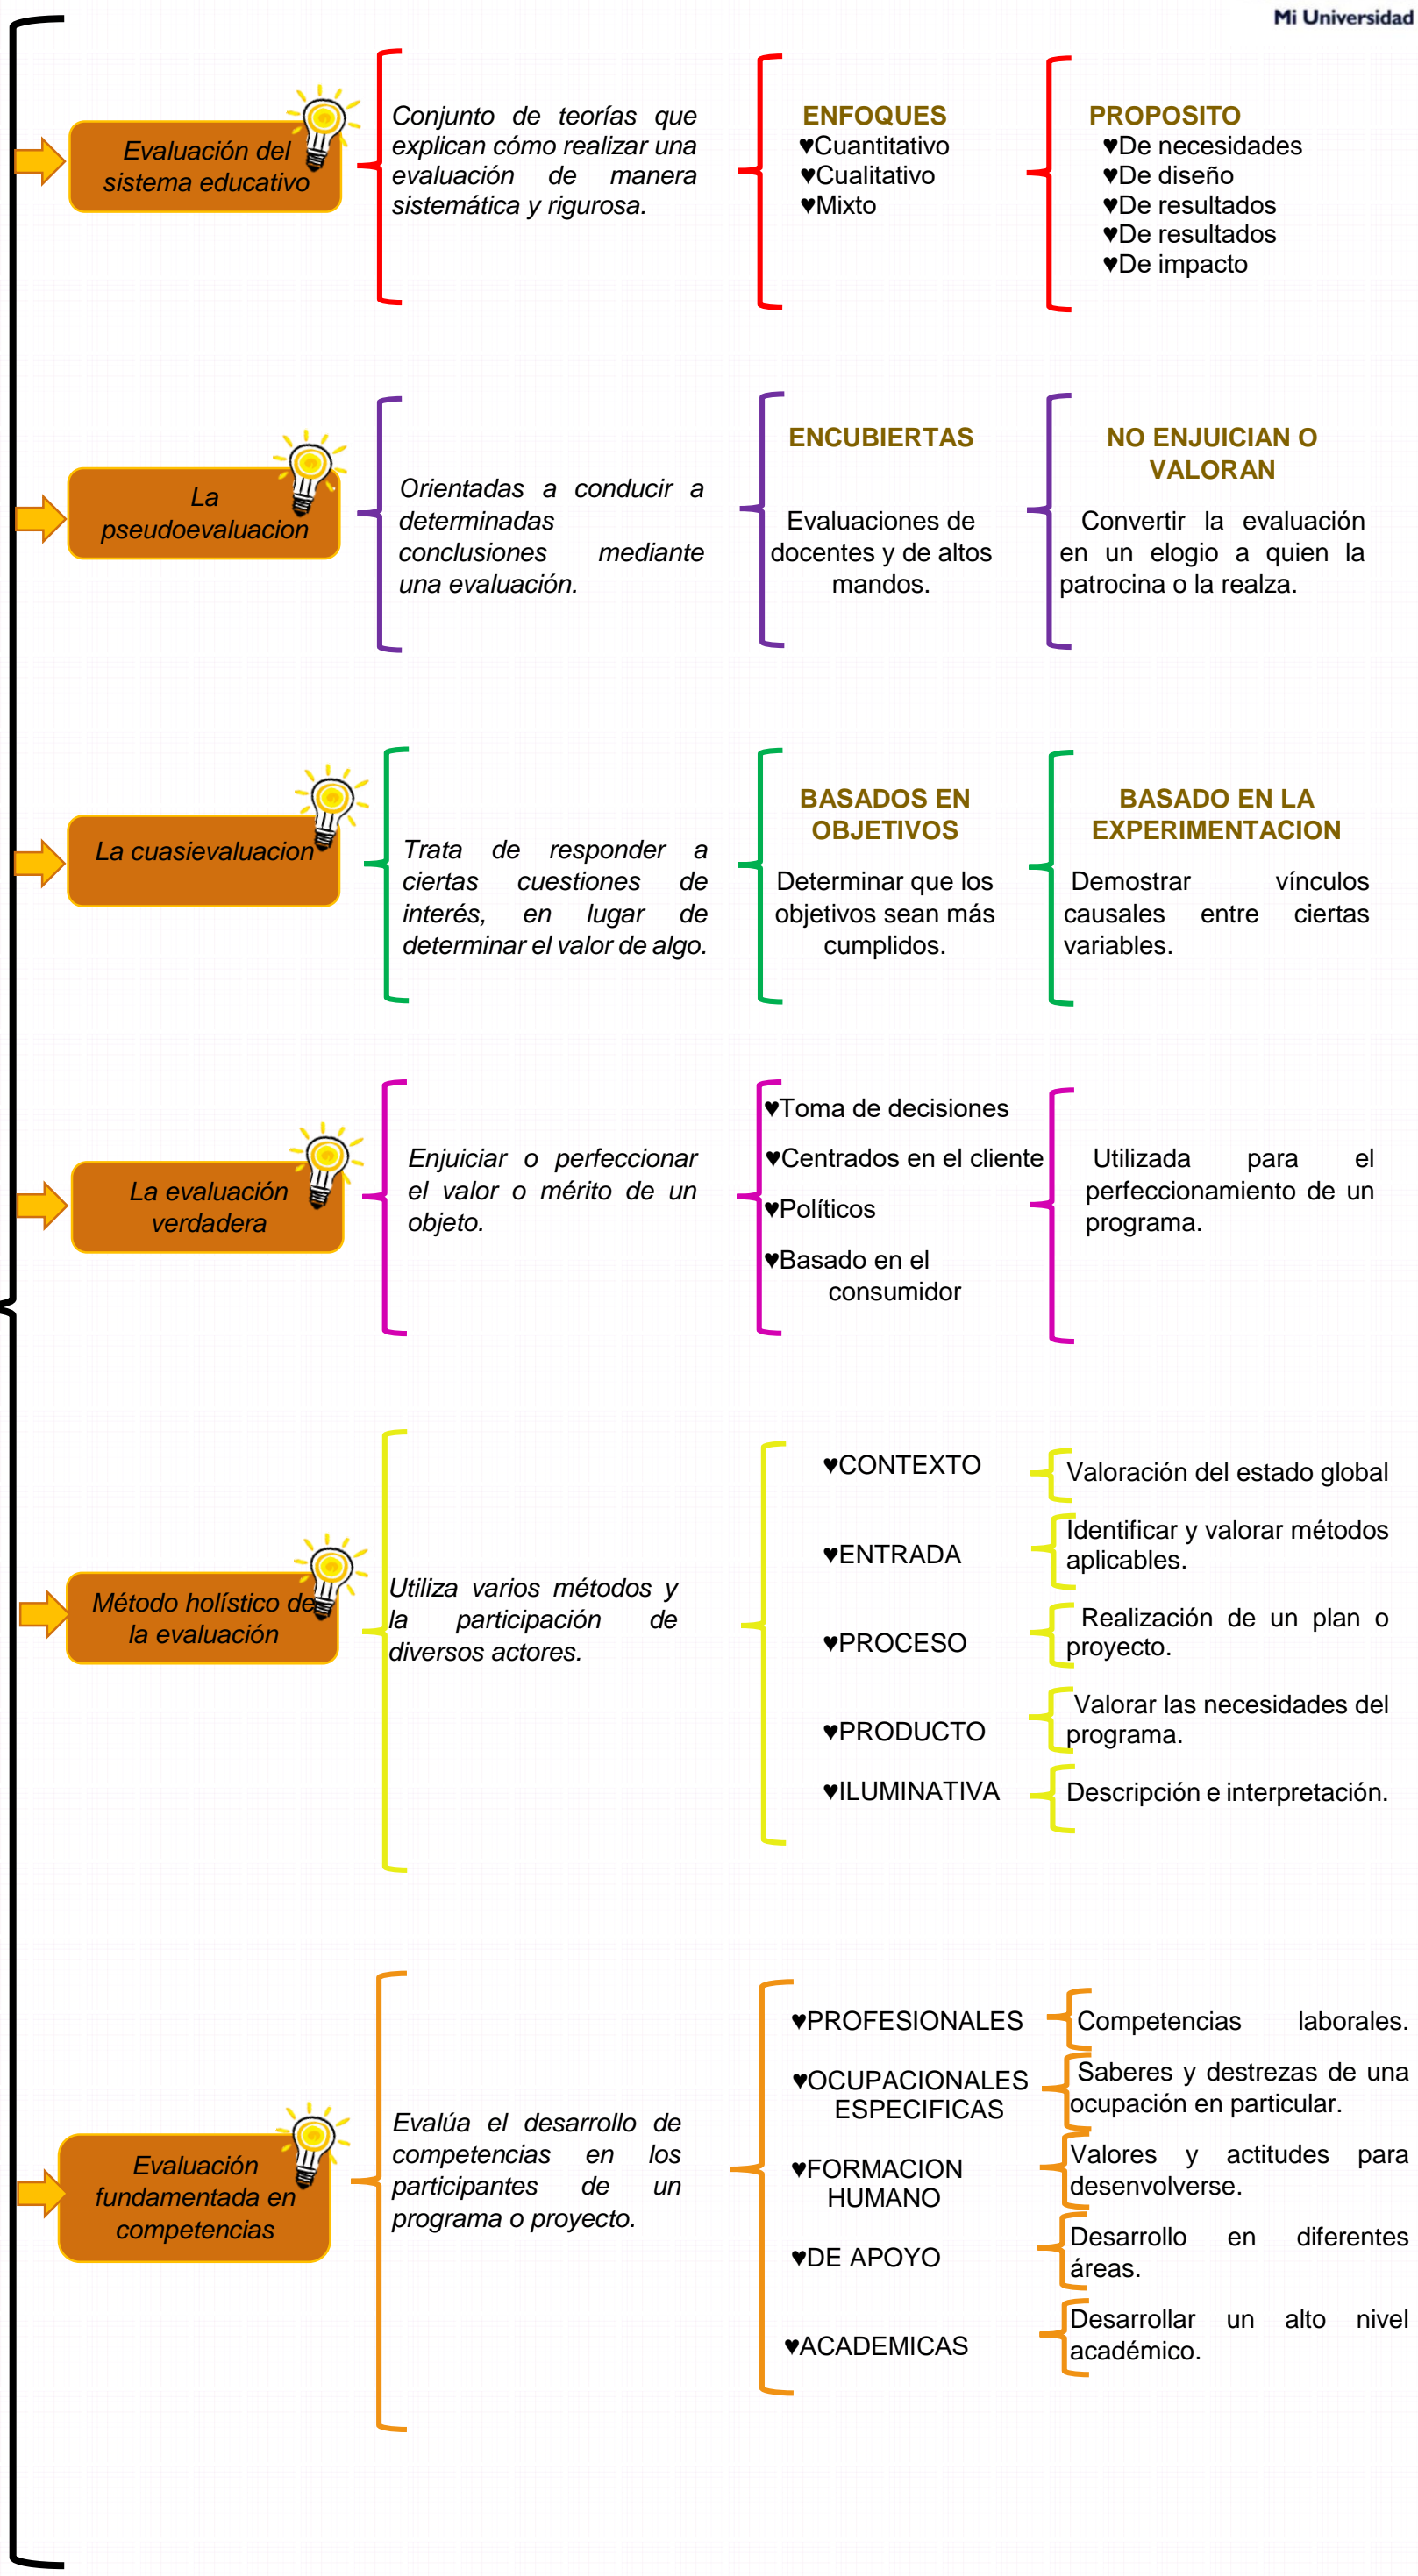 Mi Universidad
Evaluación del
sistema educativo
Conjunto de teorías que
explican cómo realizar una
evaluación de manera
sistemática y rigurosa.
ENFOQUES
♥Cuantitativo
♥Cualitativo
♥Mixto
PROPOSITO
♥De necesidades
♥De diseño
♥De resultados
♥De resultados
♥De impacto
La
pseudoevaluacion
Orientadas a conducir a
determinadas
conclusiones mediante
una evaluación.
ENCUBIERTAS
Evaluaciones de
docentes y de altos
mandos.
NO ENJUICIAN O
VALORAN
Convertir la evaluación
en un elogio a quien la
patrocina o la realza.
La cuasievaluacion
Trata de responder a
ciertas cuestiones de
interés, en lugar de
determinar el valor de algo.
BASADOS EN
OBJETIVOS
Determinar que los
objetivos sean más
cumplidos.
BASADO EN LA
EXPERIMENTACION
Demostrar vínculos
causales entre ciertas
variables.
La evaluación
verdadera
Enjuiciar o perfeccionar
el valor o mérito de un
objeto.
♥Toma de decisiones
♥Centrados en el cliente
♥Políticos
♥Basado en el
consumidor
Utilizada para el
perfeccionamiento de un
programa.
Método holístico de
la evaluación
Utiliza varios métodos y
la participación de
diversos actores.
♥CONTEXTO
Valoración del estado global
♥ENTRADA
Identificar y valorar métodos
aplicables.
♥PROCESO
Realización de un plan o
proyecto.
♥PRODUCTO
Valorar las necesidades del
programa.
♥ILUMINATIVA
Descripción e interpretación.
Evaluación
fundamentada en
competencias
Evalúa el desarrollo de
competencias en los
participantes de un
programa o proyecto.
♥PROFESIONALES
Competencias laborales.
♥OCUPACIONALES
ESPECIFICAS
Saberes y destrezas de una
ocupación en particular.
♥FORMACION
HUMANO
Valores y actitudes para
desenvolverse.
♥DE APOYO
Desarrollo en diferentes
áreas.
♥ACADEMICAS
Desarrollar un alto nivel
académico.